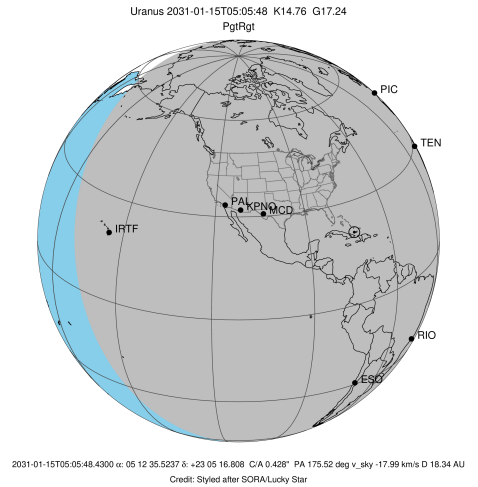 Uranus 2031-01-15T05:05:48 K14.76 G17.24
PgtRgt
PIC
TEN
PAL
KPNO
MCD
IRTF
RIO
ESO
2031-01-15T05:05:48.4300 α: 05 12 35.5237 δ: +23 05 16.808 C/A 0.428" PA 175.52 deg v_sky -17.99 km/s D 18.34 AU
Credit: Styled after SORA/Lucky Star